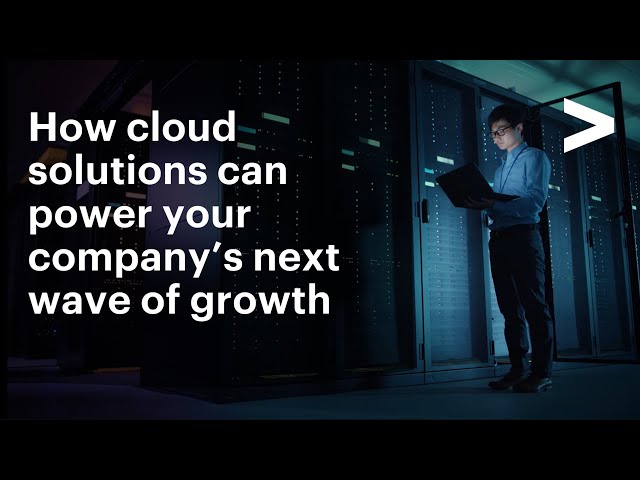 How cloud
solutions can
power your
company’s next
wave of growth
>